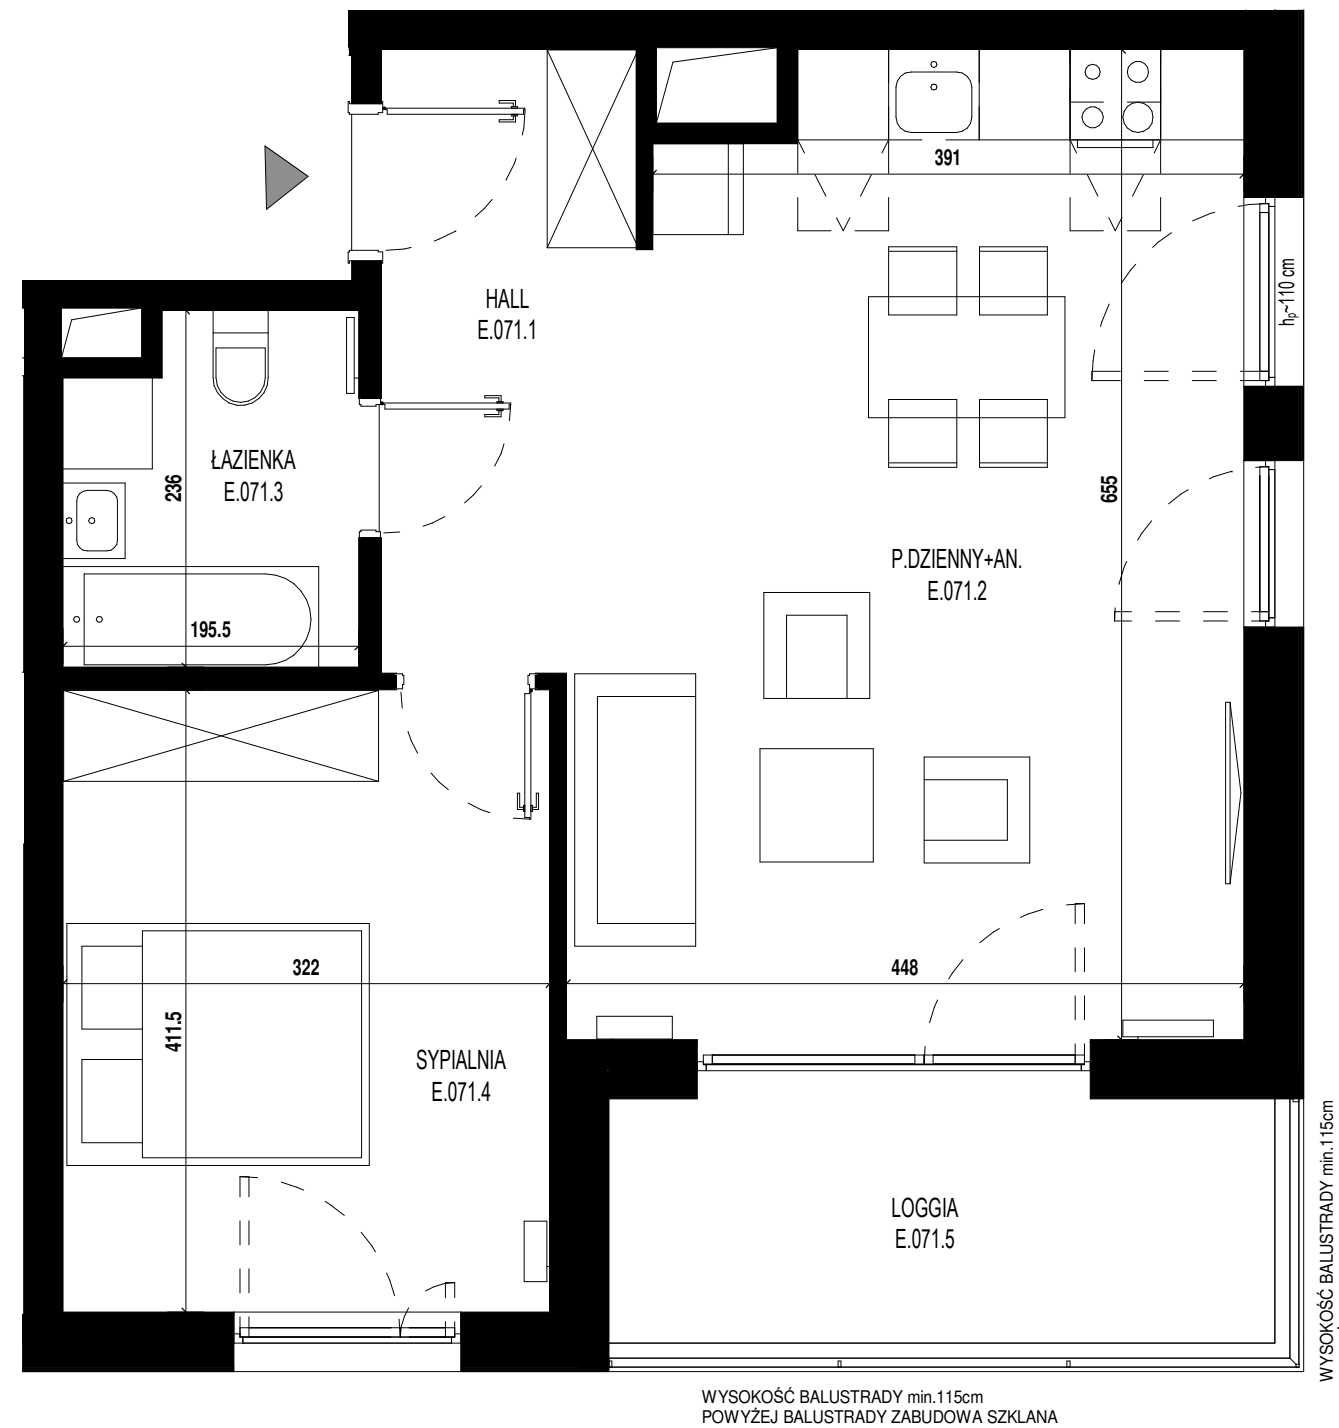 391
HALL
E.071.1
hp~110 cm
ŁAZIENKA
E.071.3
236
655
P.DZIENNY+AN.
E.071.2
195.5
322
448
411.5
SYPIALNIA
E.071.4
LOGGIA
E.071.5
WYSOKOŚĆ BALUSTRADY min.115cm
WYSOKOŚĆ BALUSTRADY min.115cm
POWYŻEJ BALUSTRADY ZABUDOWA SZKLANA